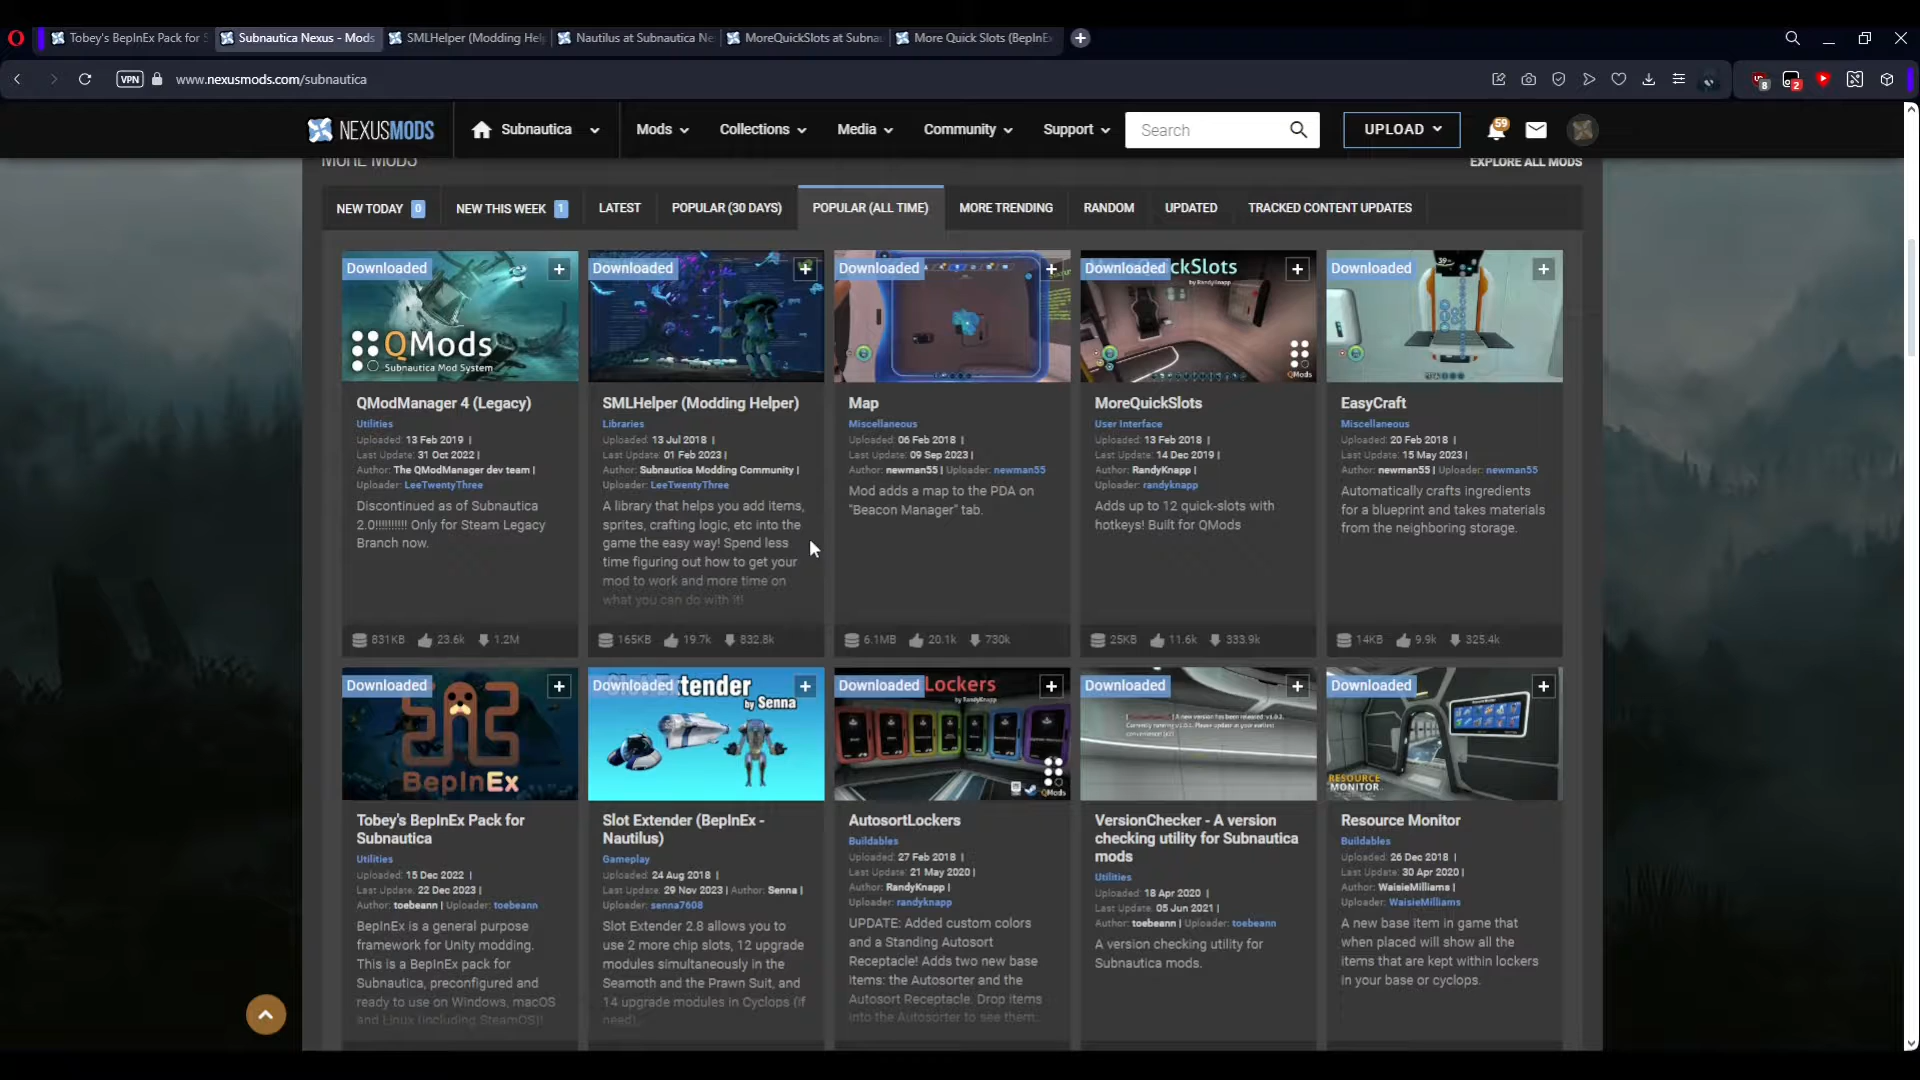 Tobey's BepInEx Pack for S
Subnautica Nexus - Mods
SMLHelper (Modding Hel
Nautilus at Subnautica Ne
MoreQuickSlots at Subna
More Quick Slots (BepInEx
VPN
www.nexusmods.com/subnautica
8
2
NEXUSMODS
Subnautica
Mods
Collections
Media
Community
Support
Search
UPLOAD
59
MORE MODS
EXPLORE ALL MODS
NEW TODAY 0
NEW THIS WEEK 1
LATEST
POPULAR (30 DAYS)
POPULAR (ALL TIME)
MORE TRENDING
RANDOM
UPDATED
TRACKED CONTENT UPDATES
Downloaded
QMods
Subnautica Mod System
QModManager 4 (Legacy)
Utilities
Uploaded: 13 Feb 2019 |
Last Update: 31 Oct 2022 |
Author: The QModManager dev team |
Uploader: LeeTwentyThree
Discontinued as of Subnautica
2.0!!!!!!!!!! Only for Steam Legacy
Branch now.
831KB 23.6k 1.2M
Downloaded
SMLHelper (Modding Helper)
Libraries
Uploaded: 13 Jul 2018 |
Last Update: 01 Feb 2023 |
Author: Subnautica Modding Community |
Uploader: LeeTwentyThree
A library that helps you add items,
sprites, crafting logic, etc into the
game the easy way! Spend less
time figuring out how to get your
mod to work and more time on
what you can do with it!
165KB 19.7k 832.8k
Downloaded
Map
Miscellaneous
Uploaded: 06 Feb 2018 |
Last Update: 09 Sep 2023 |
Author: newman55 | Uploader: newman55
Mod adds a map to the PDA on
"Beacon Manager" tab.
6.1MB 20.1k 730k
Downloaded
ckSlots
by RandyKnapp
QMods
MoreQuickSlots
User Interface
Uploaded: 13 Feb 2018 |
Last Update: 14 Dec 2019 |
Author: RandyKnapp |
Uploader: randyknapp
Adds up to 12 quick-slots with
hotkeys! Built for QMods
25KB 11.6k 333.9k
Downloaded
EasyCraft
Miscellaneous
Uploaded: 20 Feb 2018 |
Last Update: 15 May 2023 |
Author: newman55 | Uploader: newman55
Automatically crafts ingredients
for a blueprint and takes materials
from the neighboring storage.
14KB 9.9k 325.4k
Downloaded
BepInEx
Tobey's BepInEx Pack for
Subnautica
Utilities
Uploaded: 15 Dec 2022 |
Last Update: 22 Dec 2023 |
Author: toebeann | Uploader: toebeann
BepInEx is a general purpose
framework for Unity modding.
This is a BepInEx pack for
Subnautica, preconfigured and
ready to use on Windows, macOS
and Linux (including SteamOS)!
Downloaded
tender
by Senna
Slot Extender (BepInEx -
Nautilus)
Gameplay
Uploaded: 24 Aug 2018 |
Last Update: 29 Nov 2023 | Author: Senna |
Uploader: senna7608
Slot Extender 2.8 allows you to
use 2 more chip slots, 12 upgrade
modules simultaneously in the
Seamoth and the Prawn Suit, and
14 upgrade modules in Cyclops (if
need).
Downloaded
Lockers
by RandyKnapp
QMods
AutosortLockers
Buildables
Uploaded: 27 Feb 2018 |
Last Update: 21 May 2020 |
Author: RandyKnapp |
Uploader: randyknapp
UPDATE: Added custom colors
and a Standing Autosort
Receptacle! Adds two new base
items: the Autosorter and the
Autosort Receptacle. Drop items
into the Autosorter to see them
Downloaded
VersionChecker - A version
checking utility for Subnautica
mods
Utilities
Uploaded: 18 Apr 2020 |
Last Update: 05 Jun 2021 |
Author: toebeann | Uploader: toebeann
A version checking utility for
Subnautica mods.
Downloaded
RESOURCE
MONITOR
Resource Monitor
Buildables
Uploaded: 26 Dec 2018 |
Last Update: 30 Apr 2020 |
Author: WaisieMilliams |
Uploader: WaisieMilliams
A new base item in game that
when placed will show all the
items that are kept within lockers
in your base or cyclops.